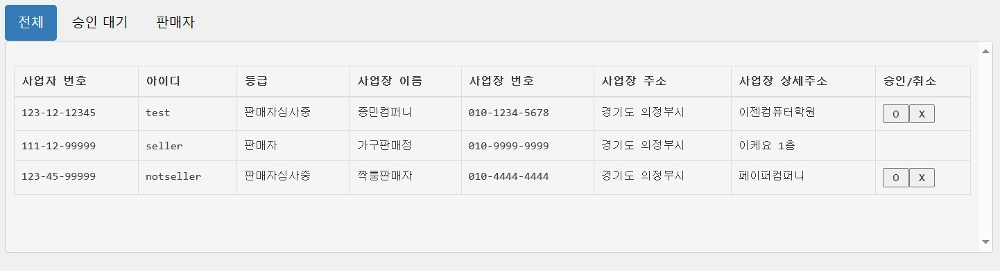 전체 승인 대기 판매자
사업자 번호 아이디 등급 사업장 이름 사업장 번호 사업장 주소 사업장 상세주소 승인/취소
123-12-12345 test 판매자심사중 종민컴퍼니 010-1234-5678 경기도 의정부시 이젠컴퓨터학원 O X
111-12-99999 seller 판매자 가구판매점 010-9999-9999 경기도 의정부시 이케요 1층
123-45-99999 notseller 판매자심사중 짝퉁판매자 010-4444-4444 경기도 의정부시 페이퍼컴퍼니 O X